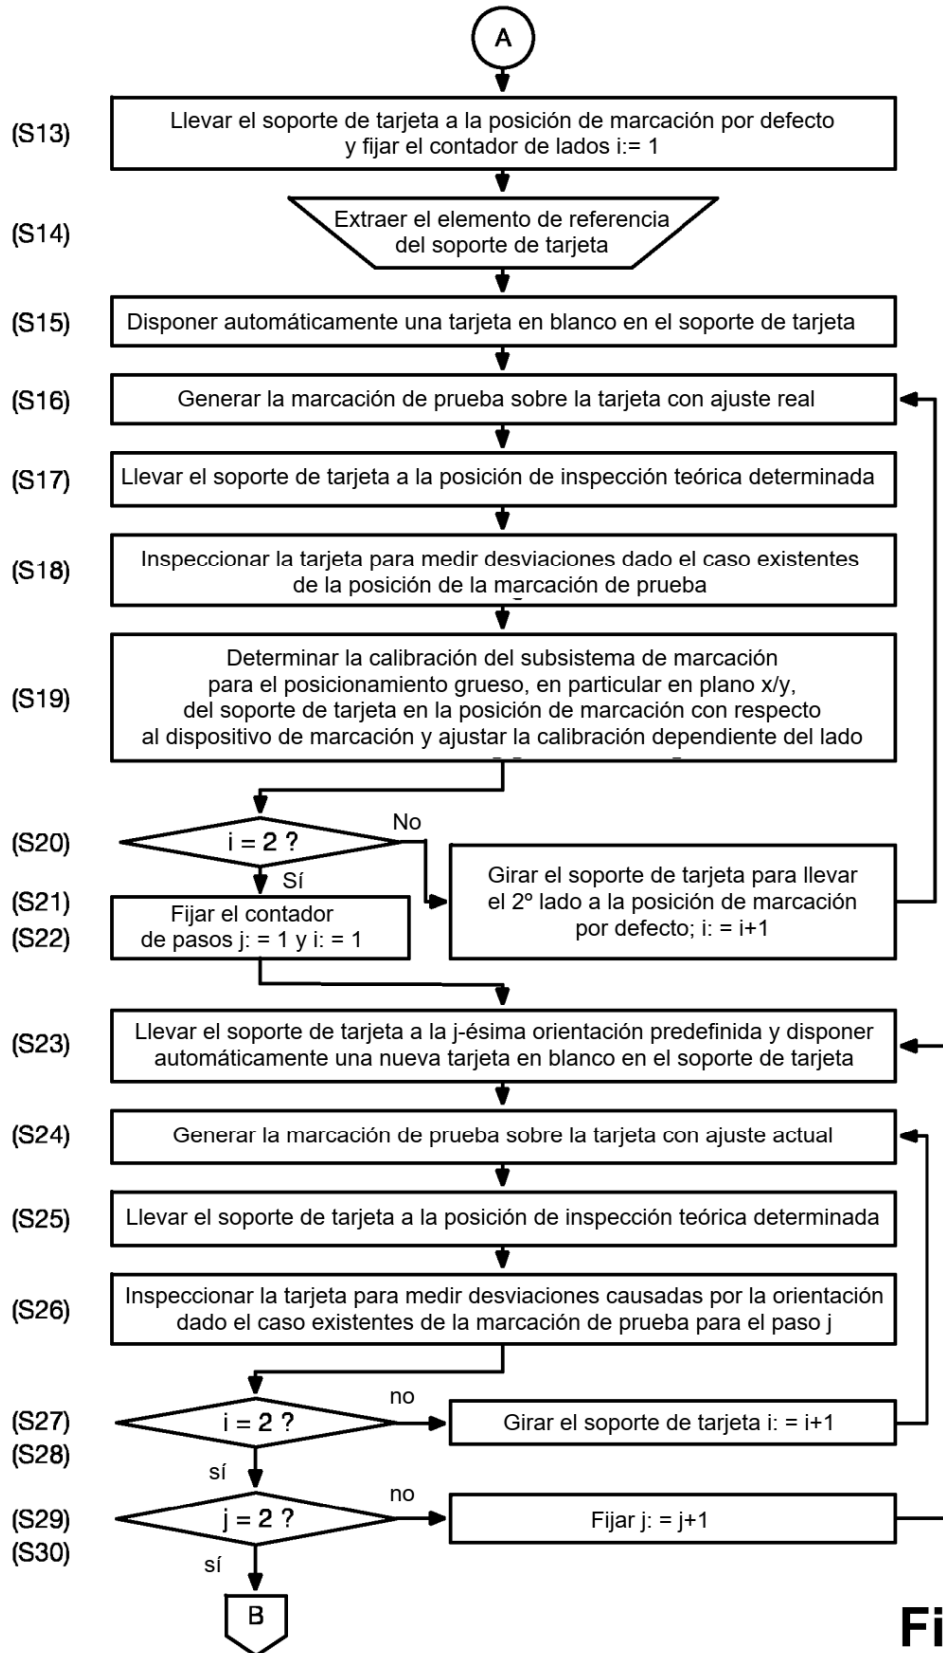 A
(S13)
Llevar el soporte de tarjeta a la posición de marcación por defecto
y fijar el contador de lados i:= 1
(S14)
Extraer el elemento de referencia
del soporte de tarjeta
(S15)
Disponer automáticamente una tarjeta en blanco en el soporte de tarjeta
(S16)
Generar la marcación de prueba sobre la tarjeta con ajuste real
(S17)
Llevar el soporte de tarjeta a la posición de inspección teórica determinada
(S18)
Inspeccionar la tarjeta para medir desviaciones dado el caso existentes
de la posición de la marcación de prueba
(S19)
Determinar la calibración del subsistema de marcación
para el posicionamiento grueso, en particular en plano x/y,
del soporte de tarjeta en la posición de marcación con respecto
al dispositivo de marcación y ajustar la calibración dependiente del lado
(S20)
i = 2 ?
No
Sí
(S21)
(S22)
Fijar el contador
de pasos j: = 1 y i: = 1
Girar el soporte de tarjeta para llevar
el 2º lado a la posición de marcación
por defecto; i: = i+1
(S23)
Llevar el soporte de tarjeta a la j-ésima orientación predefinida y disponer
automáticamente una nueva tarjeta en blanco en el soporte de tarjeta
(S24)
Generar la marcación de prueba sobre la tarjeta con ajuste actual
(S25)
Llevar el soporte de tarjeta a la posición de inspección teórica determinada
(S26)
Inspeccionar la tarjeta para medir desviaciones causadas por la orientación
dado el caso existentes de la marcación de prueba para el paso j
(S27)
(S28)
i = 2 ?
no
Girar el soporte de tarjeta i: = i+1
sí
(S29)
(S30)
j = 2 ?
no
Fijar j: = j+1
sí
B
Fi